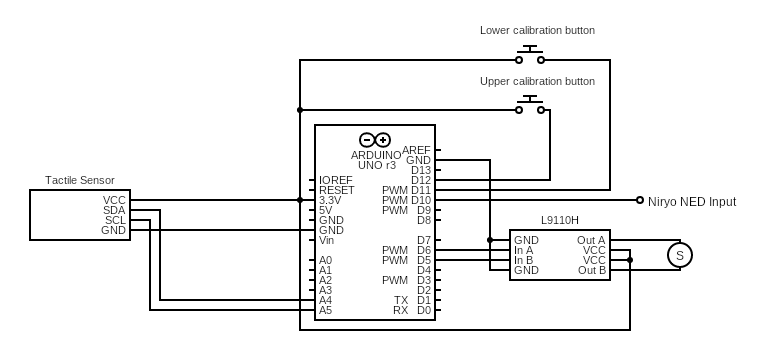 Lower calibration button
Upper calibration button
ARDUINO
UNO r3
AREF
GND
D13
D12
PWM D11
PWM D10
PWM D9
D8
D7
PWM D6
PWM D5
D4
PWM D3
D2
TX D1
RX D0
IOREF
RESET
3.3V
5V
GND
GND
Vin
A0
A1
A2
A3
A4
A5
Tactile Sensor
VCC
SDA
SCL
GND
Niryo NED Input
L9110H
GND
In A
In B
GND
Out A
VCC
VCC
Out B
S